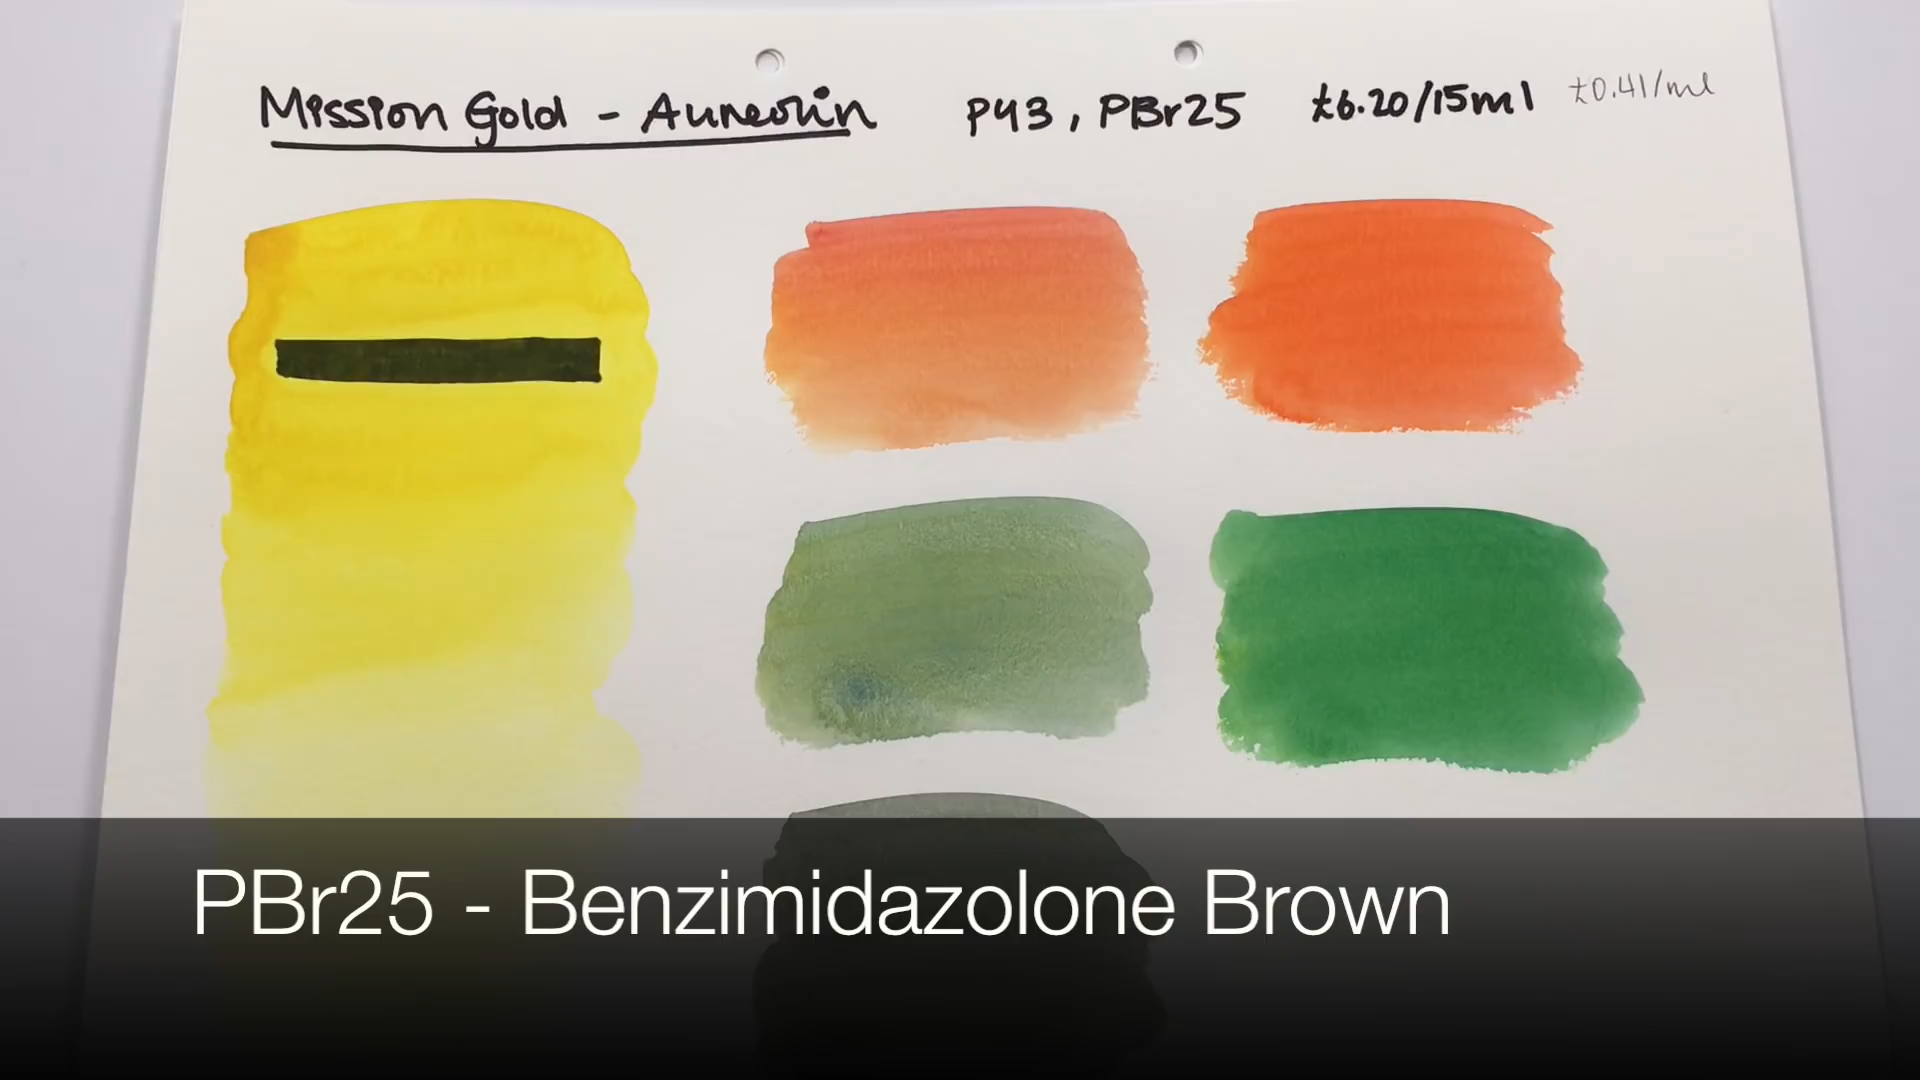 Mission Gold - Aureolin PY3, PBr25 £6.20/15ml £0.41/ml
PBr25 - Benzimidazolone Brown